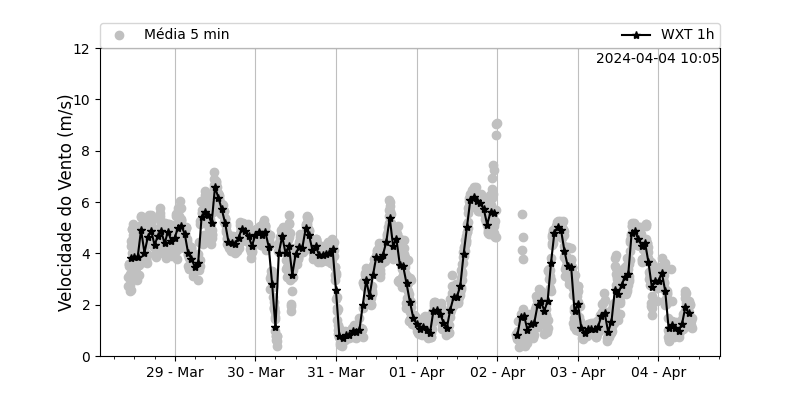 Média 5 min
WXT 1h
2024-04-04 10:05
Velocidade do Vento (m/s)
12
10
8
6
4
2
0
29 - Mar
30 - Mar
31 - Mar
01 - Apr
02 - Apr
03 - Apr
04 - Apr